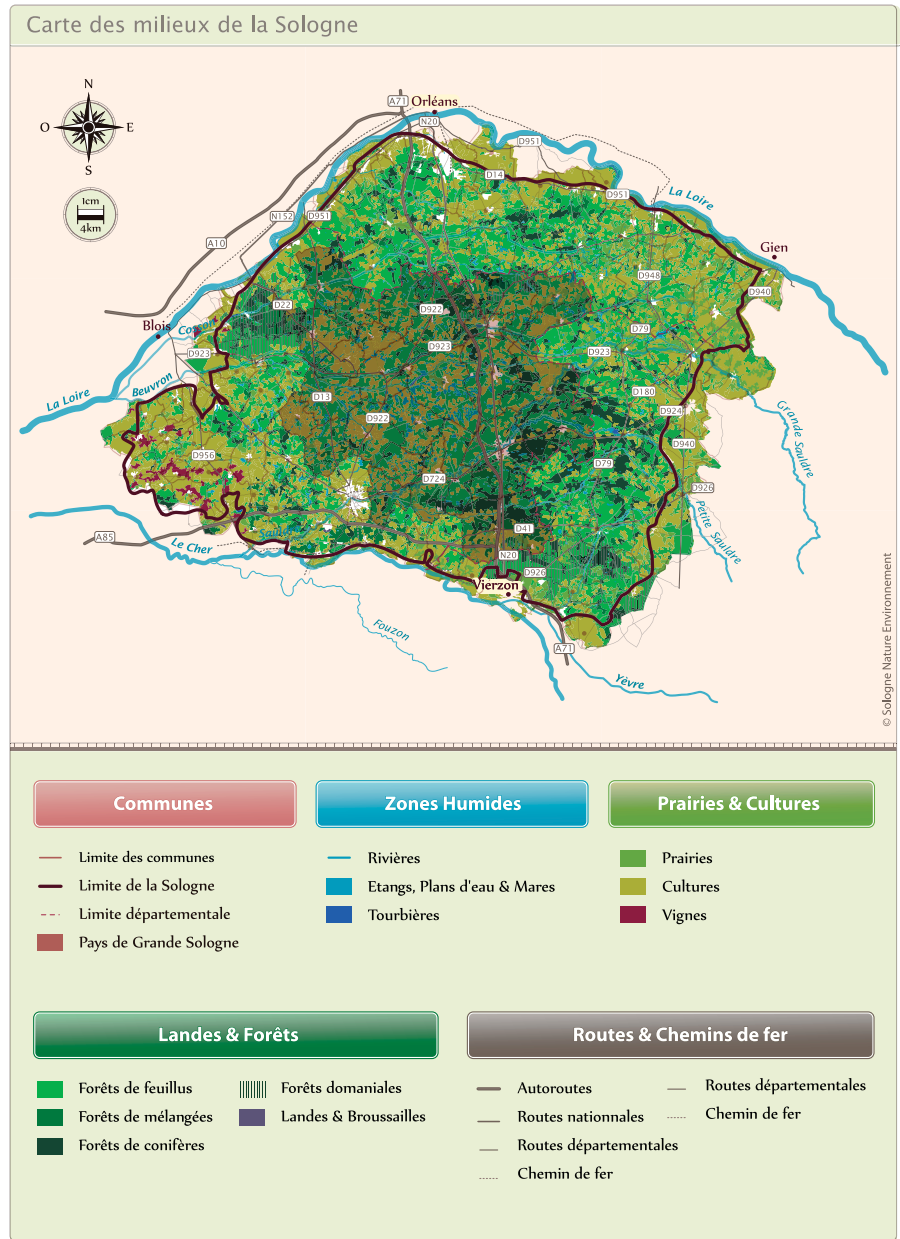 Carte des milieux de la Sologne
N
O
E
S
1cm
4km
A71
Orléans
N20
D951
D14
D951
La Loire
N152
D951
A10
Gien
D948
D940
D22
D922
Blois
Cosson
D79
D923
D923
D923
Beuvron
La Loire
D13
D180
D922
D924
Grande Sauldre
D940
D956
D79
D724
D926
Petite Sauldre
D41
A85
Le Cher
N20
D926
Vierzon
Fouzon
A71
Yèvre
© Sologne Nature Environnement
Communes
Limite des communes
Limite de la Sologne
Limite départementale
Pays de Grande Sologne
Zones Humides
Rivières
Etangs, Plans d'eau & Mares
Tourbières
Prairies & Cultures
Prairies
Cultures
Vignes
Landes & Forêts
Forêts de feuillus
Forêts de mélangées
Forêts de conifères
Forêts domaniales
Landes & Broussailles
Routes & Chemins de fer
Autoroutes
Routes nationnales
Routes départementales
Chemin de fer
Routes départementales
Chemin de fer